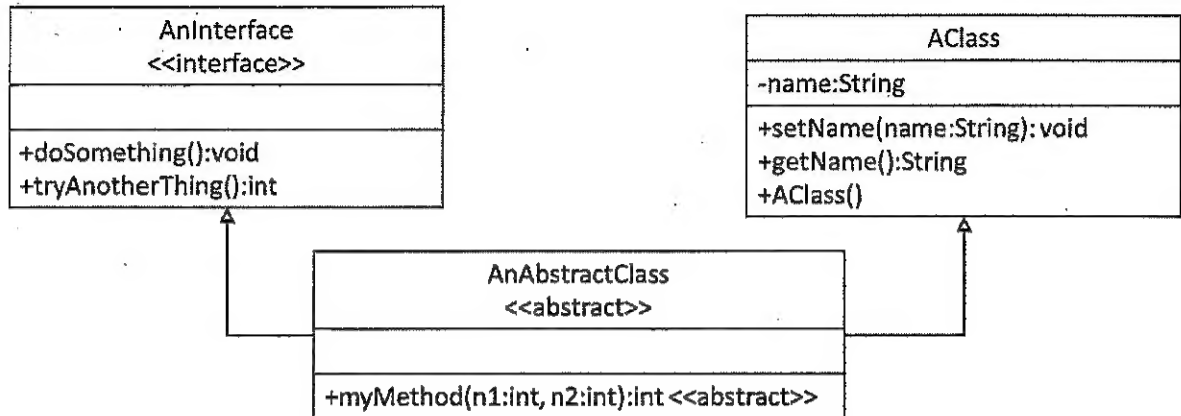 AnInterface
<<interface>>
+doSomething():void
+tryAnotherThing():int
AClass
-name:String
+setName(name:String): void
+getName():String
+AClass()
AnAbstractClass
<<abstract>>
+myMethod(n1:int, n2:int):int <<abstract>>